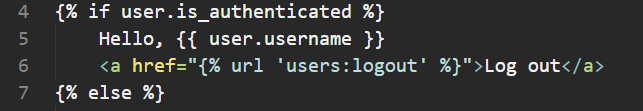 4 {% if user.is_authenticated %}
5     Hello, {{ user.username }}
6     <a href="{% url 'users:logout' %}">Log out</a>
7 {% else %}